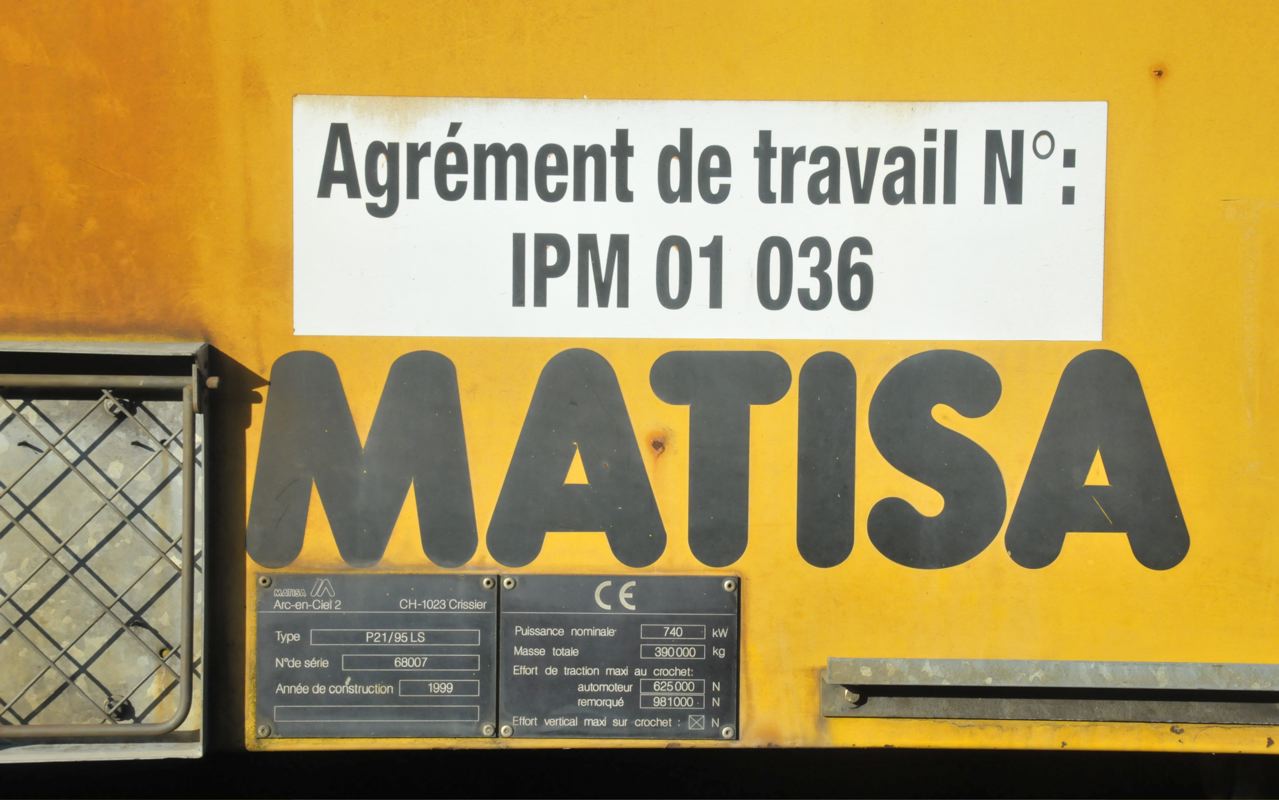 Agrément de travail N°:
IPM 01 036
MATISA
MATISA
Arc-en-Ciel 2 CH-1023 Crissier
Type P21/95 LS
N°de série 68007
Année de construction 1999
CE
Puissance nominale 740 kW
Masse totale 390000 kg
Effort de traction maxi au crochet:
automoteur 625000 N
remorqué 981000 N
Effort vertical maxi sur crochet : N